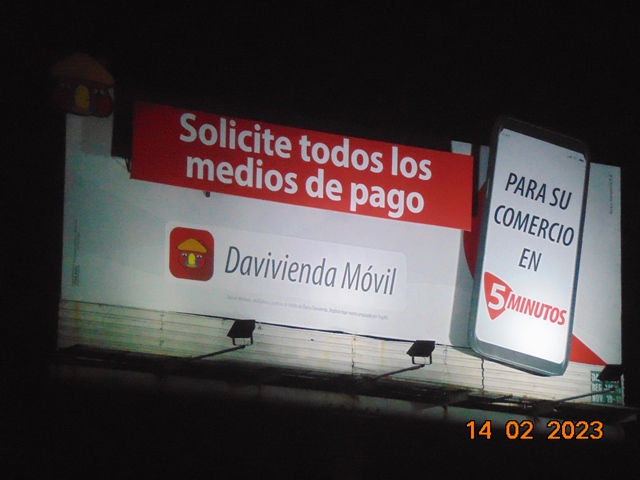 Solicite todos los
medios de pago
Davivienda Móvil
PARA SU
COMERCIO
EN
5 MINUTOS
14 02 2023